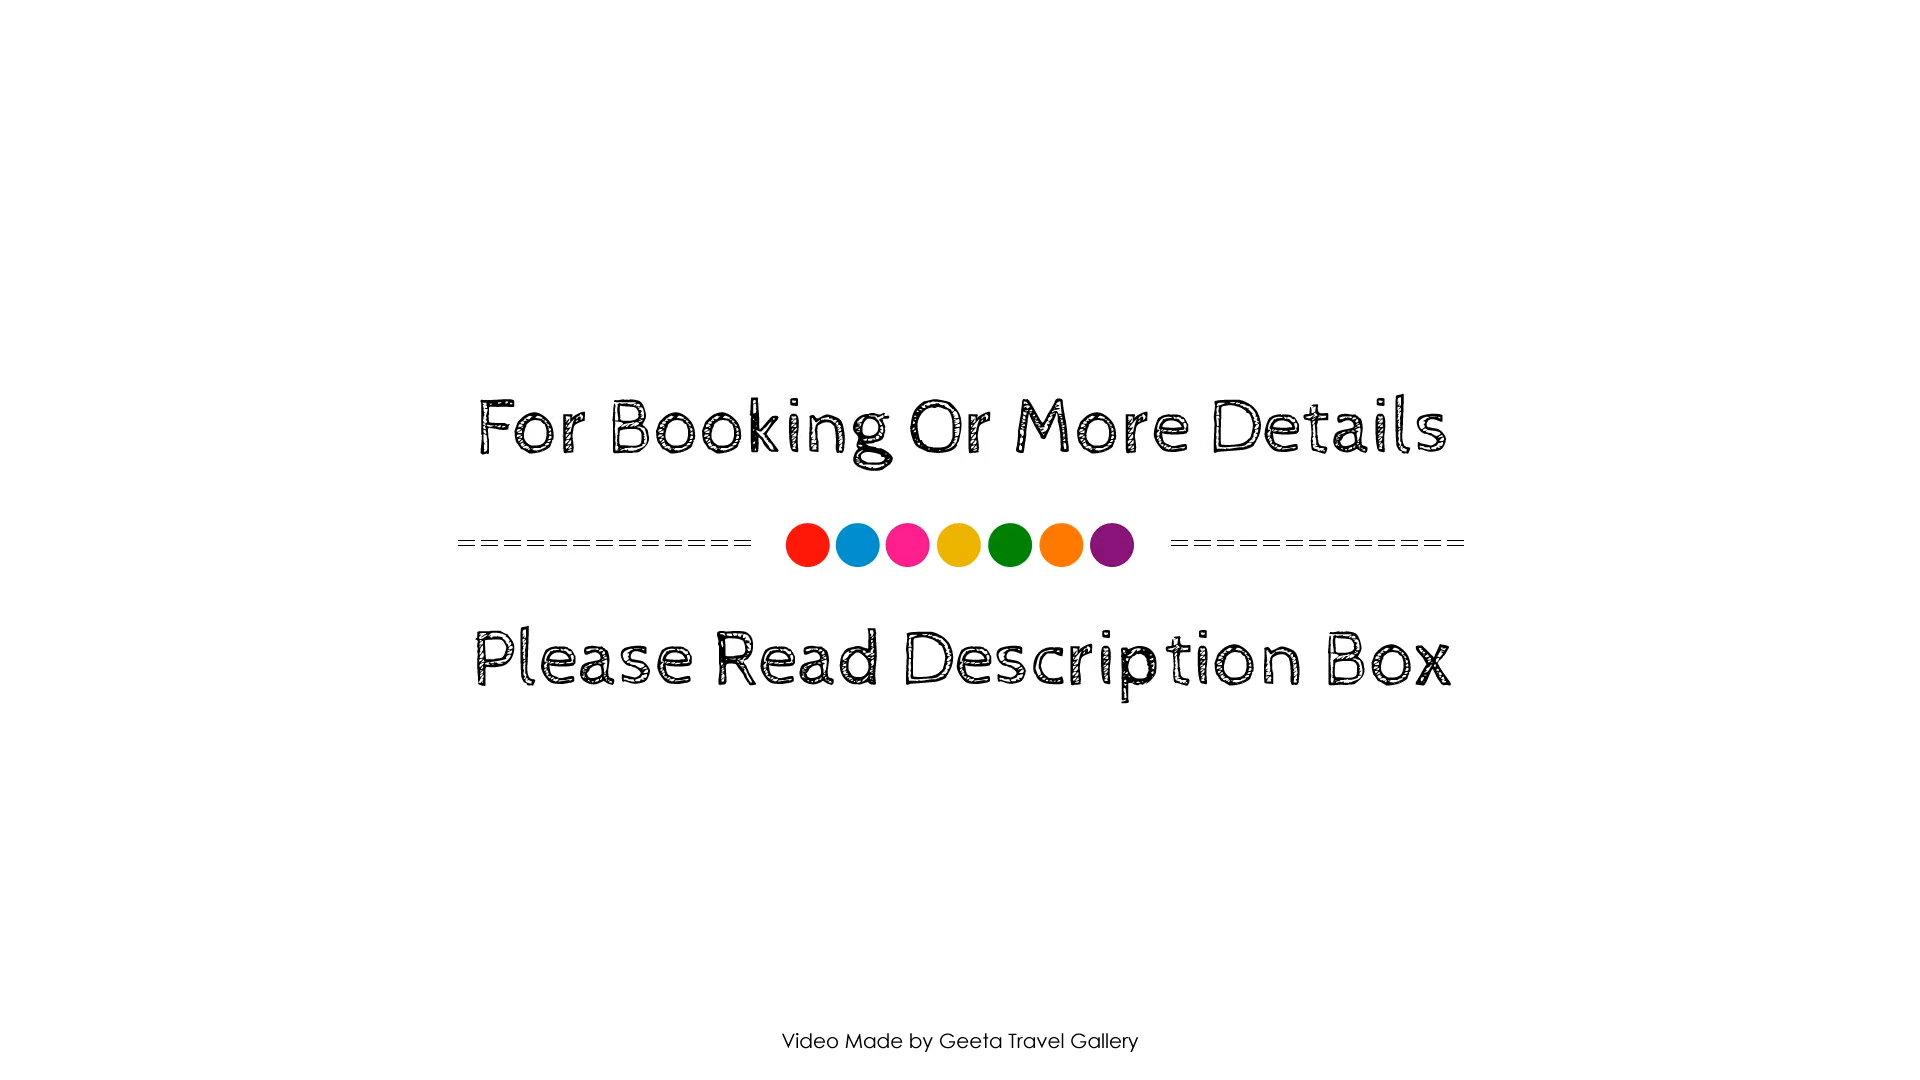 For Booking Or More Details
============= =============
Please Read Description Box
Video Made by Geeta Travel Gallery